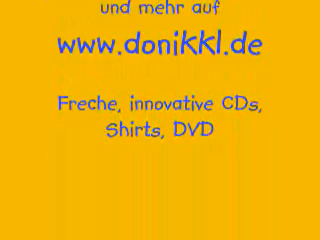 und mehr auf
www.donikkl.de
Freche, innovative CDs,
Shirts, DVD